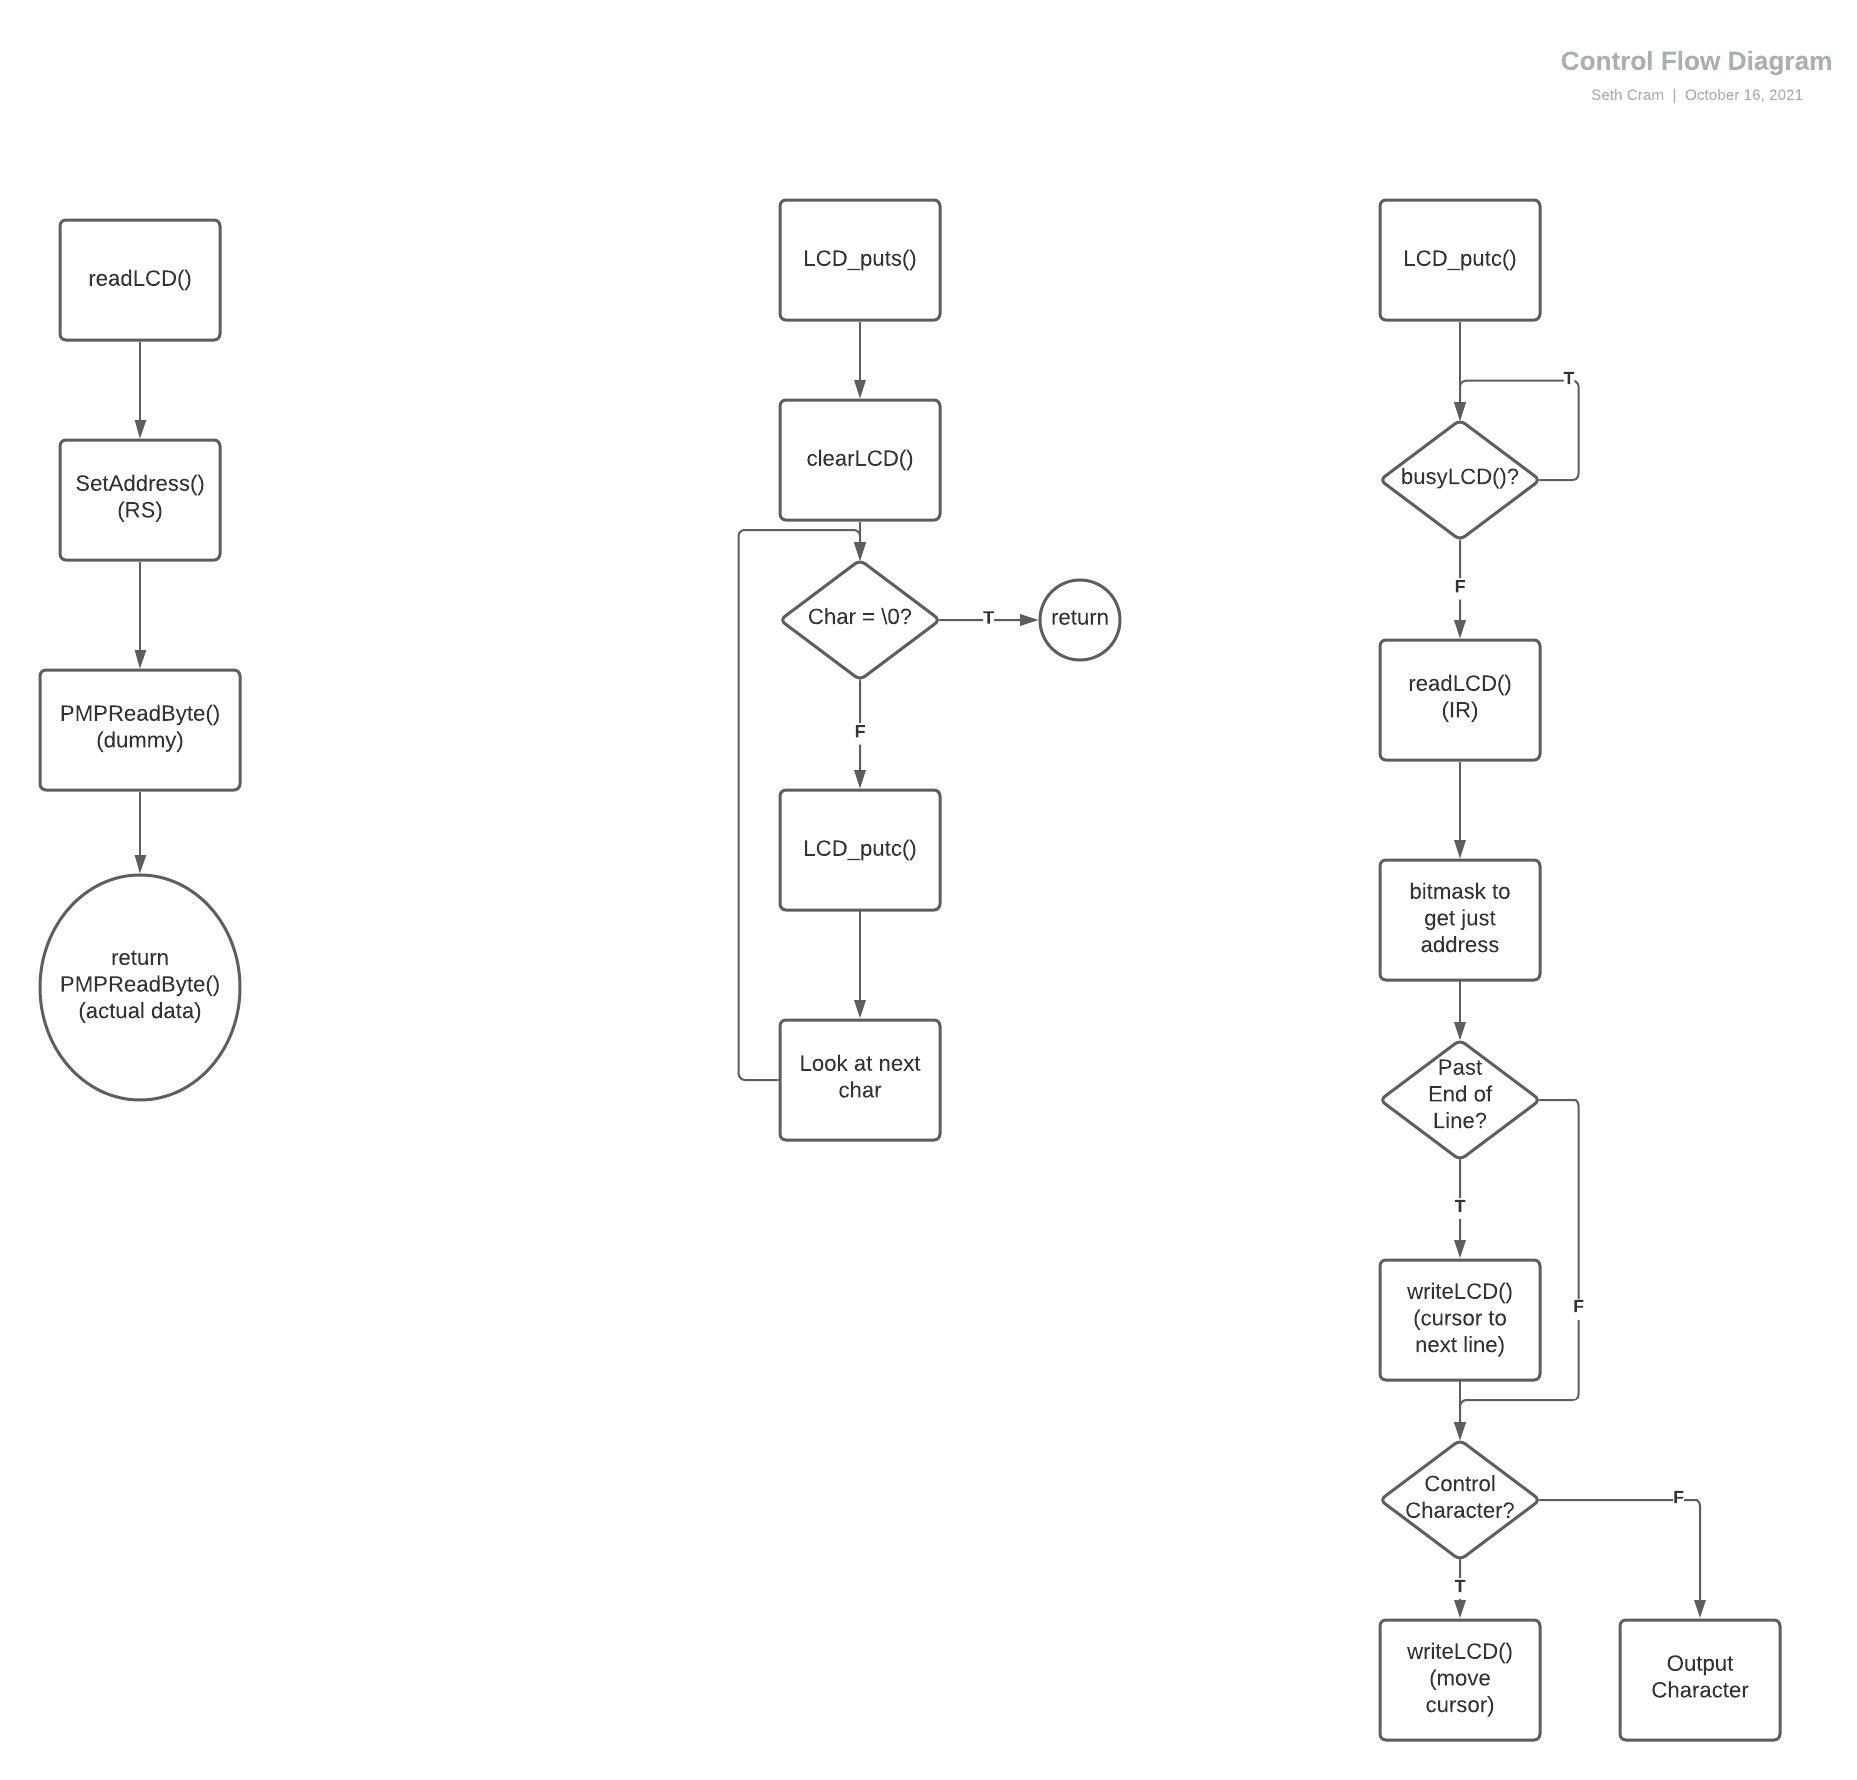 Control Flow Diagram
Seth Cram | October 16, 2021
readLCD()
SetAddress()
(RS)
PMPReadByte()
(dummy)
return
PMPReadByte()
(actual data)
LCD_puts()
clearLCD()
Char = \0?
T
return
F
LCD_putc()
Look at next
char
LCD_putc()
T
busyLCD()?
F
readLCD()
(IR)
bitmask to
get just
address
Past
End of
Line?
T
writeLCD()
(cursor to
next line)
F
Control
Character?
F
T
writeLCD()
(move
cursor)
Output
Character